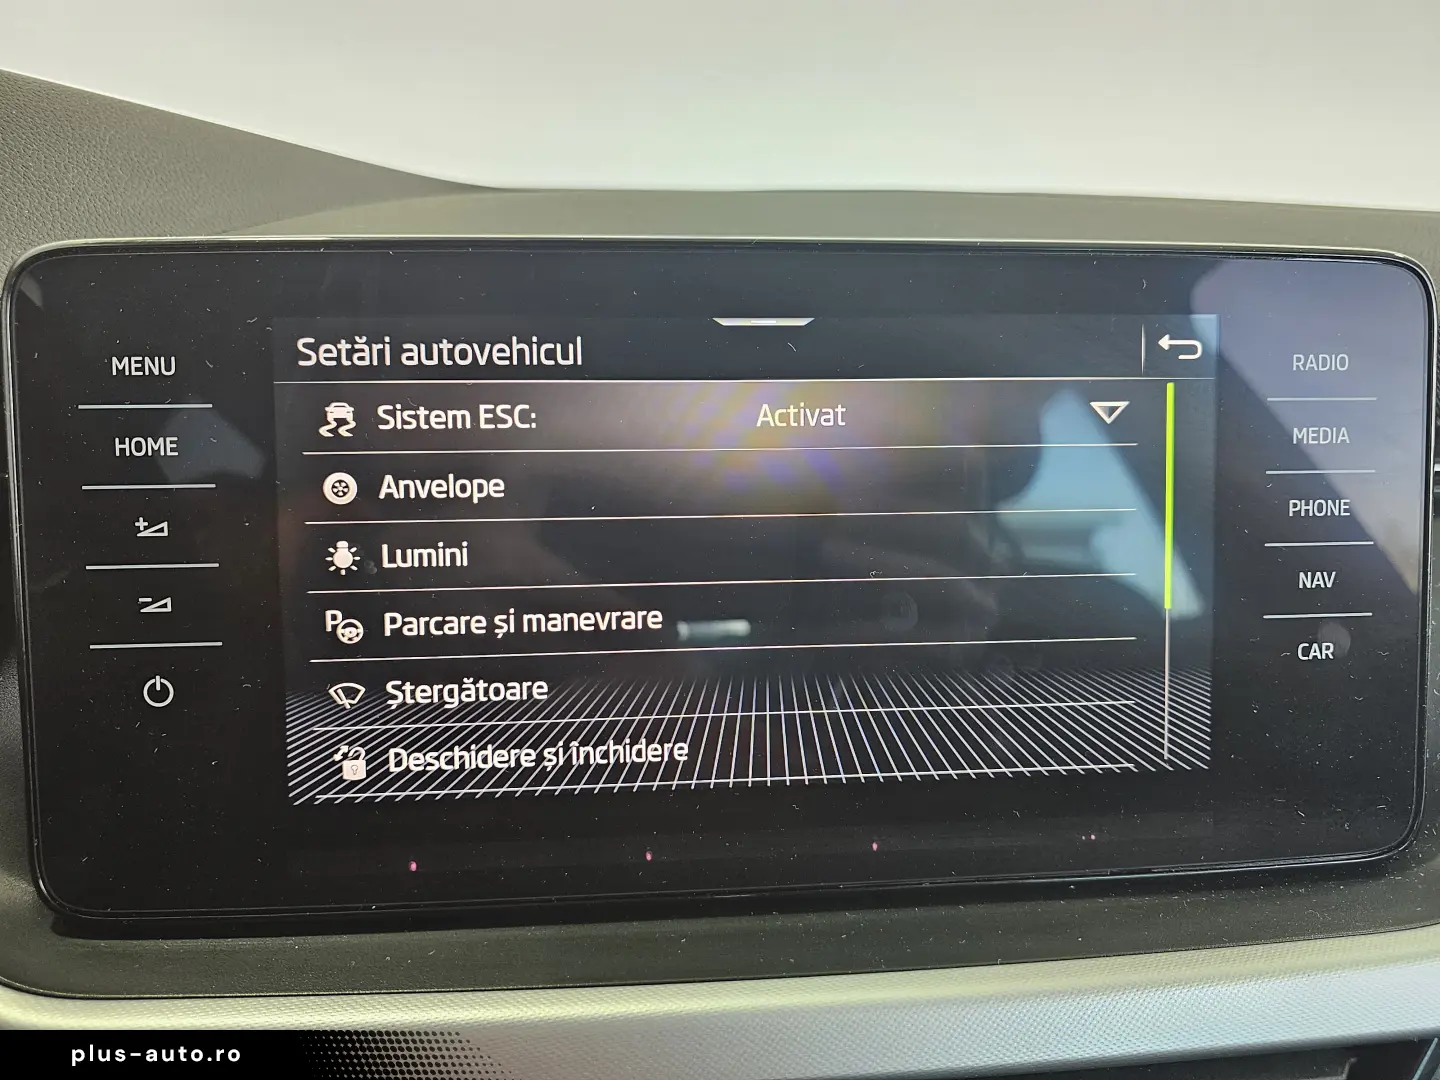 Setări autovehicul
MENU
HOME
Sistem ESC: Activat
Anvelope
Lumini
Parcare și manevrare
Ștergătoare
Deschidere și închidere
RADIO
MEDIA
PHONE
NAV
CAR
plus-auto.ro